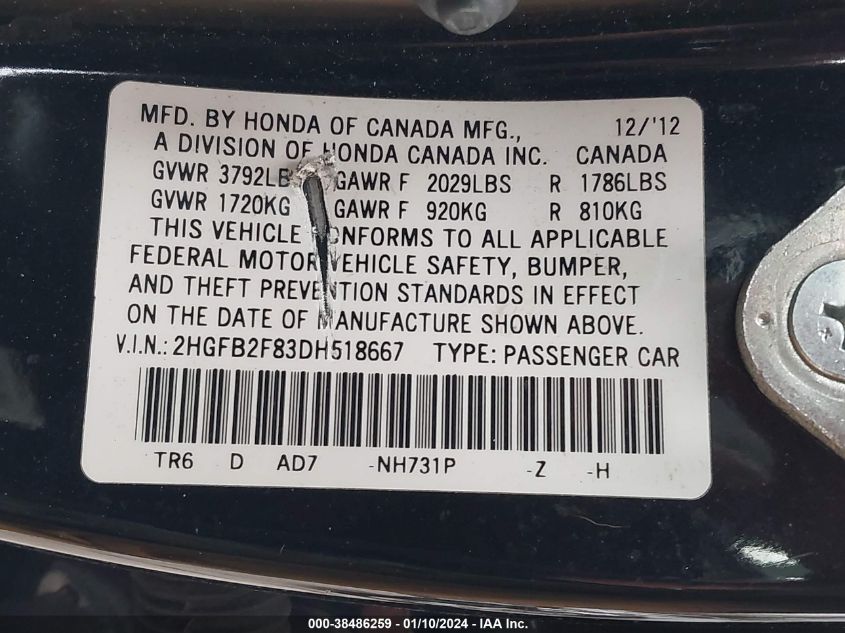 MFD. BY HONDA OF CANADA MFG., 12/'12
A DIVISION OF HONDA CANADA INC. CANADA
GVWR 3792LB GAWR F 2029LBS R 1786LBS
GVWR 1720KG GAWR F 920KG R 810KG
THIS VEHICLE CONFORMS TO ALL APPLICABLE
FEDERAL MOTOR VEHICLE SAFETY, BUMPER,
AND THEFT PREVENTION STANDARDS IN EFFECT
ON THE DATE OF MANUFACTURE SHOWN ABOVE.
V.I.N.: 2HGFB2F83DH518667 TYPE: PASSENGER CAR
TR6 D AD7 -NH731P -Z -H
000-38486259 - 01/10/2024 - IAA Inc.